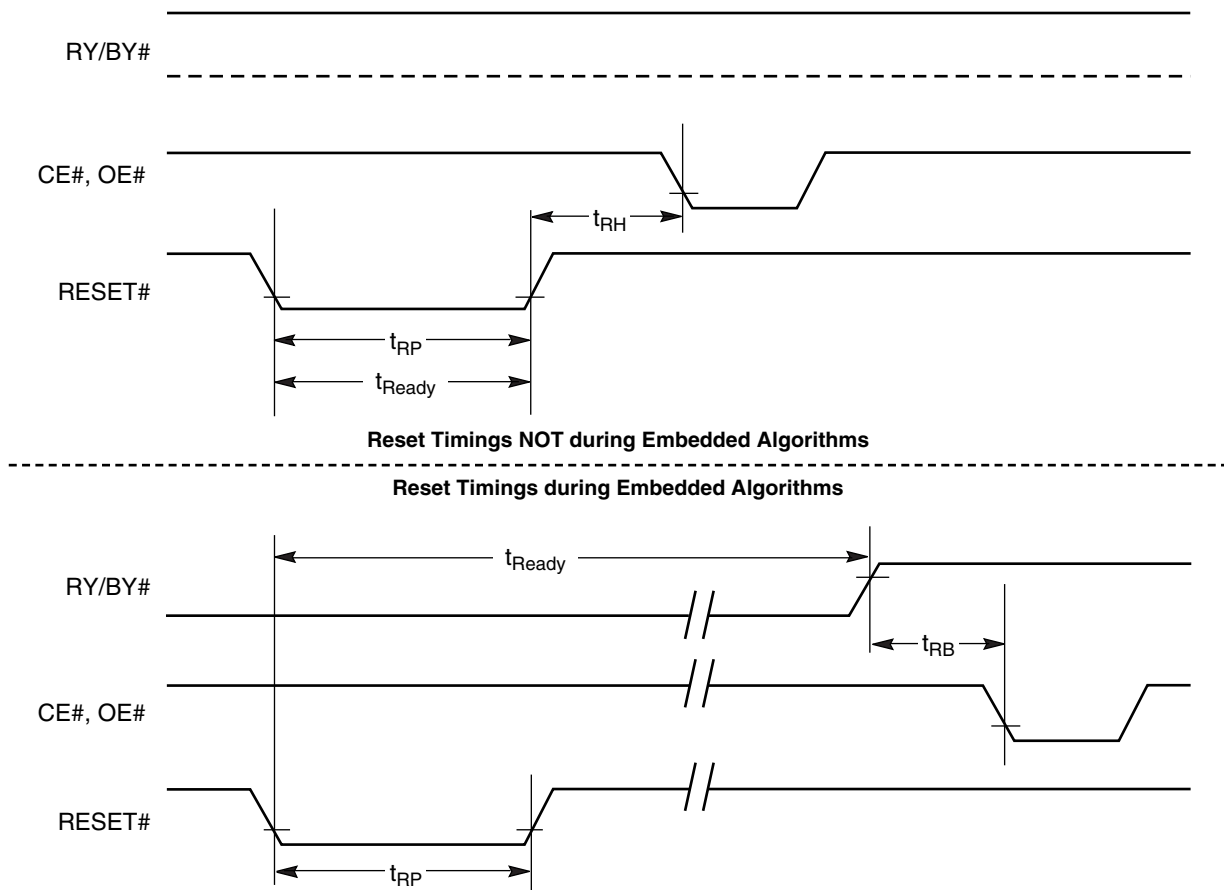 RY/BY#
CE#, OE#
tRH
RESET#
tRP
tReady
Reset Timings NOT during Embedded Algorithms
Reset Timings during Embedded Algorithms
tReady
RY/BY#
tRB
CE#, OE#
RESET#
tRP